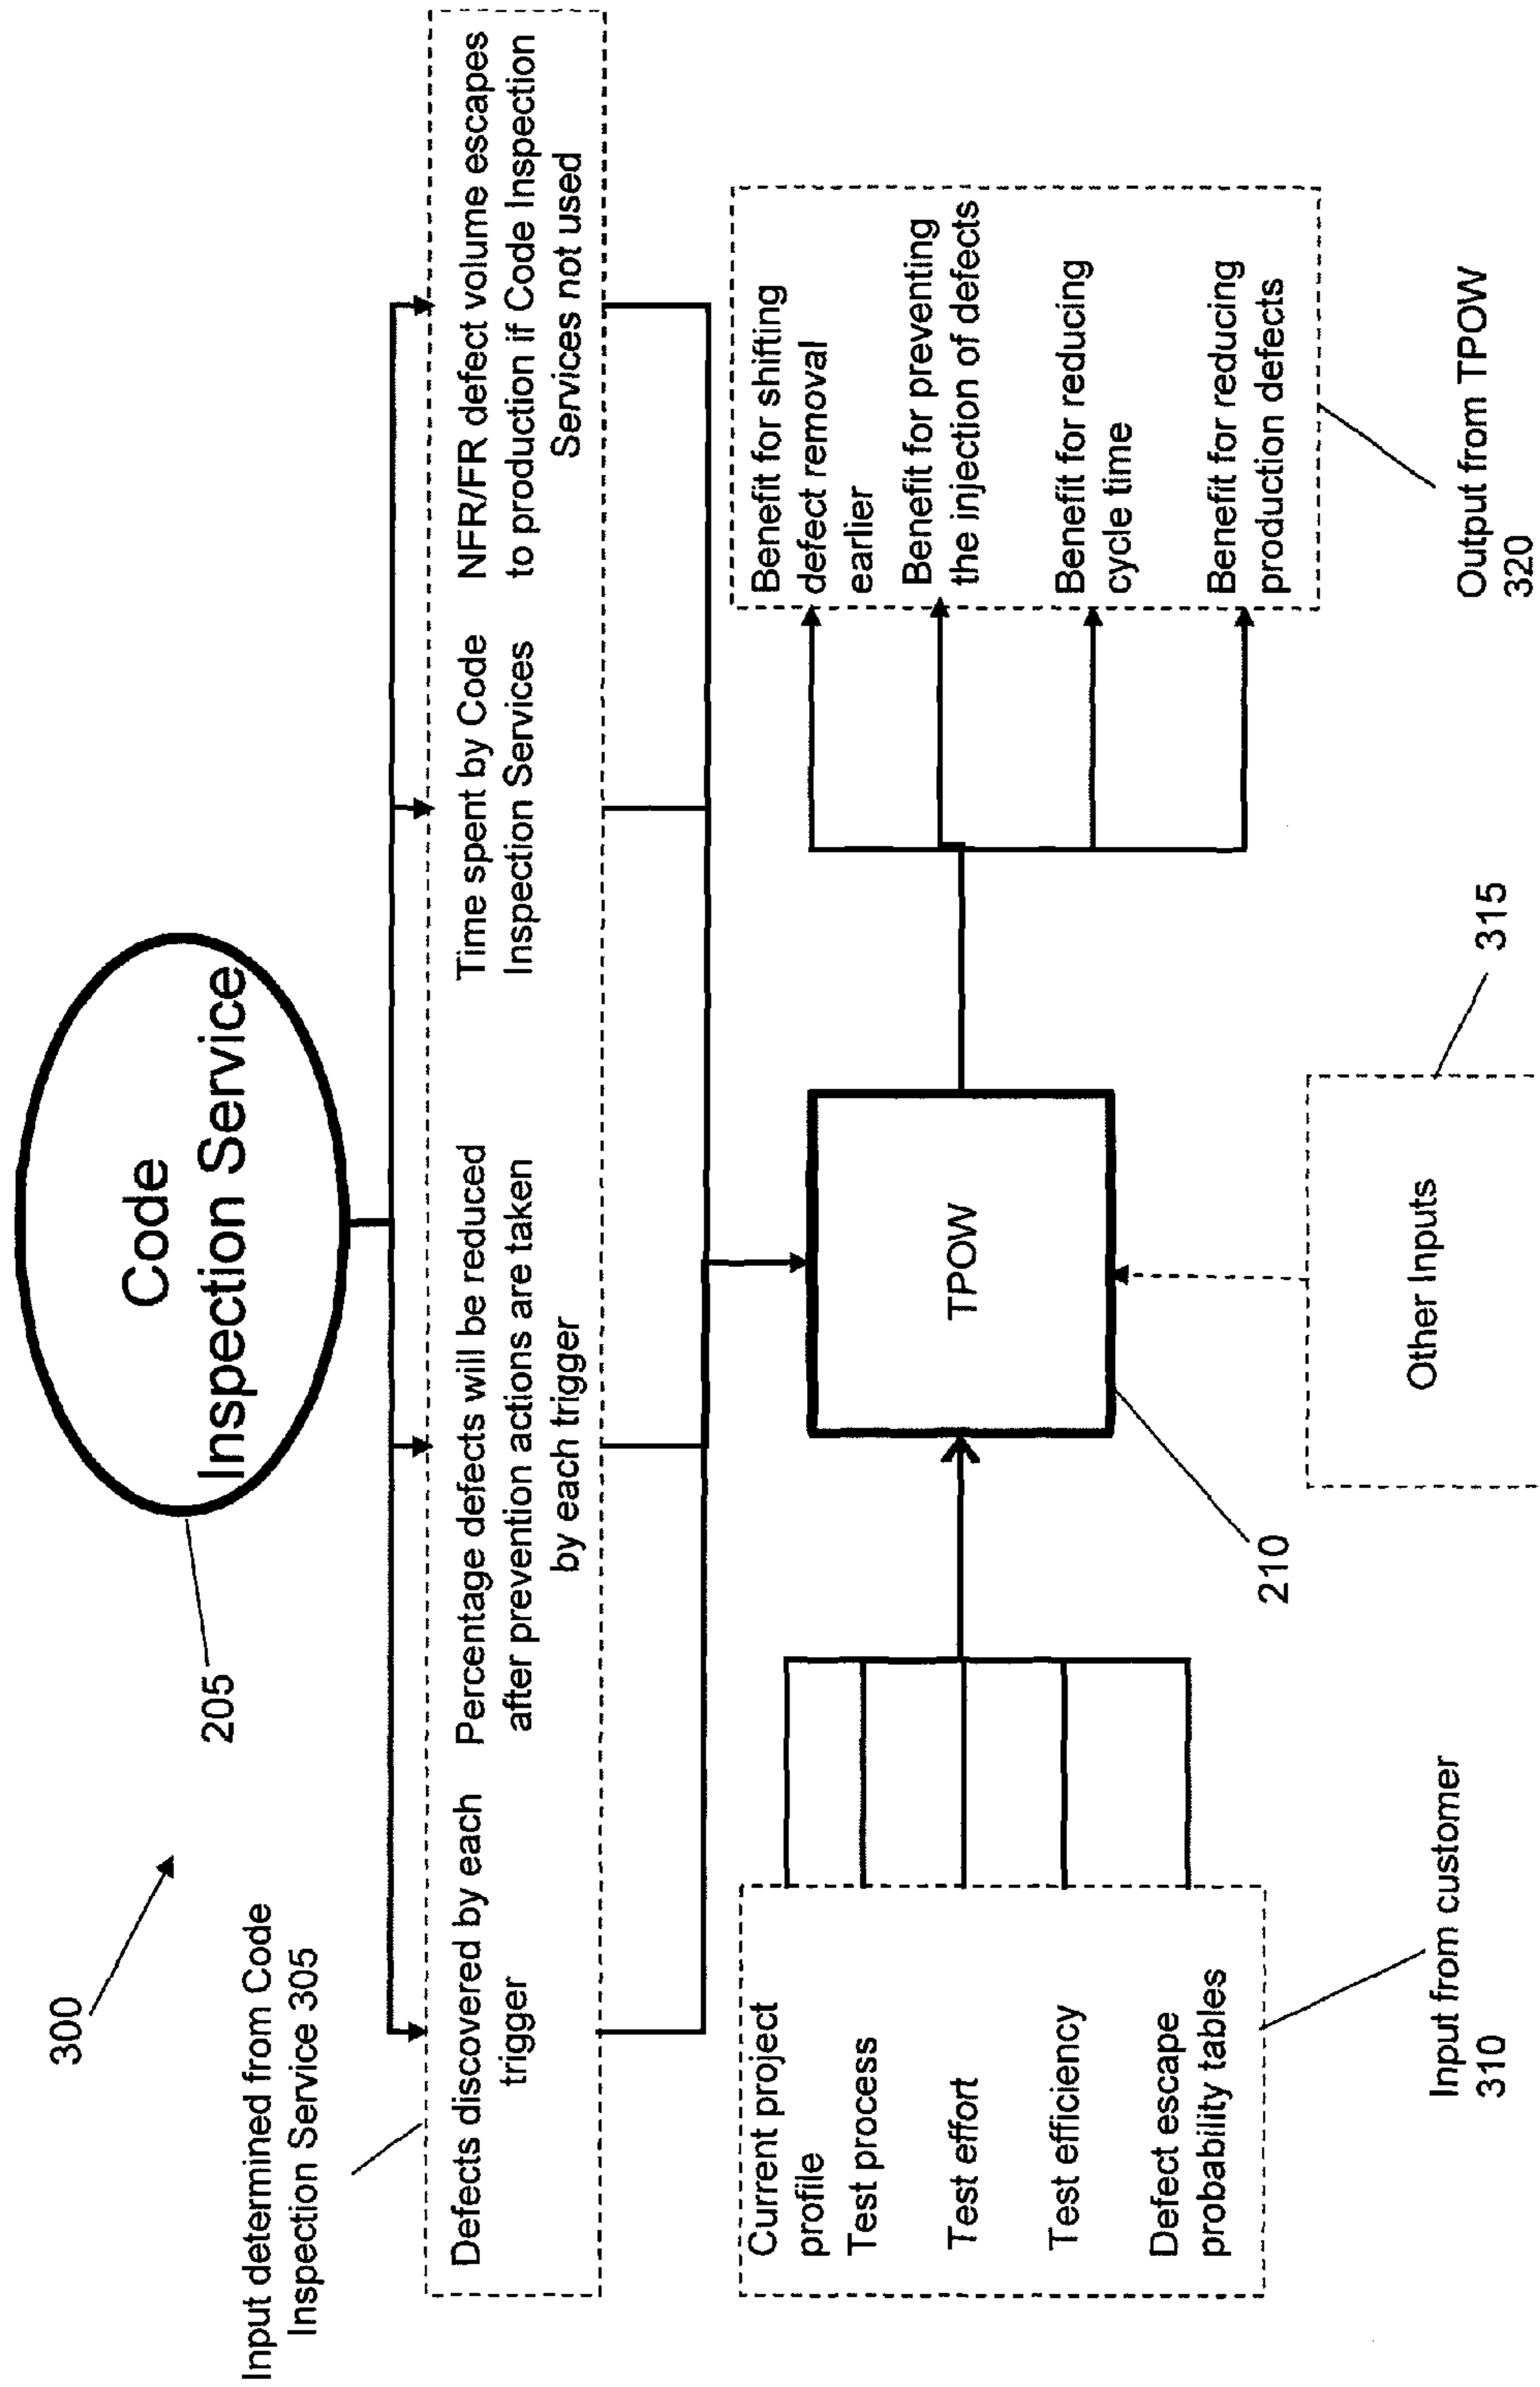 300
205
Code
Inspection Service
Input determined from Code
Inspection Service 305
Defects discovered by each
trigger
Percentage defects will be reduced
after prevention actions are taken
by each trigger
Time spent by Code
Inspection Services
NFR/FR defect volume escapes
to production if Code Inspection
Services not used
Current project
profile
Test process
Test effort
Test efficiency
Defect escape
probability tables
Input from customer
310
TPOW
210
Other Inputs
315
Benefit for shifting
defect removal
earlier
Benefit for preventing
the injection of defects
Benefit for reducing
cycle time
Benefit for reducing
production defects
Output from TPOW
320